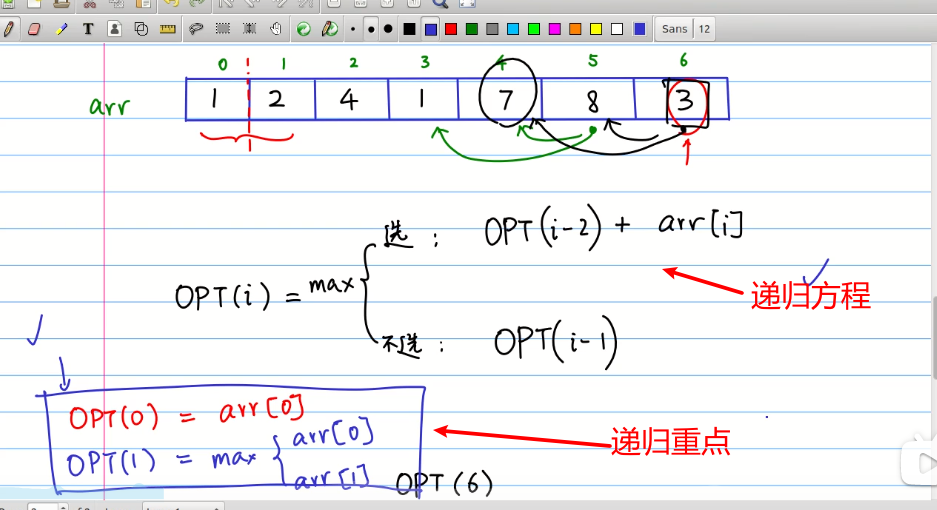 Sans 12
0 1 2 3 4 5 6
arr 1 2 4 1 7 8 3
选: OPT(i-2) + arr[i]
OPT(i) = max
递归方程
不选: OPT(i-1)
OPT(0) = arr[0]
OPT(1) = max { arr[0]
arr[1]
递归重点
OPT(6)